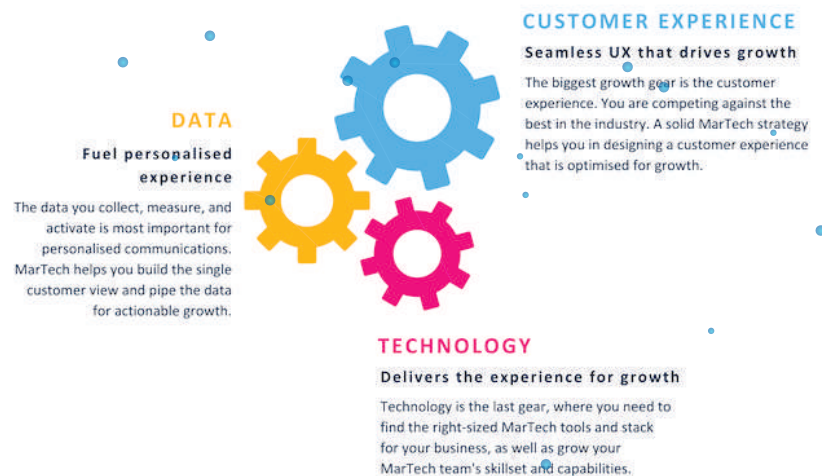 CUSTOMER EXPERIENCE
Seamless UX that drives growth
The biggest growth gear is the customer
experience. You are competing against the
best in the industry. A solid MarTech strategy
helps you in designing a customer experience
that is optimised for growth.
DATA
Fuel personalised
experience
The data you collect, measure, and
activate is most important for
personalised communications.
MarTech helps you build the single
customer view and pipe the data
for actionable growth.
TECHNOLOGY
Delivers the experience for growth
Technology is the last gear, where you need to
find the right-sized MarTech tools and stack
for your business, as well as grow your
MarTech team's skillset and capabilities.